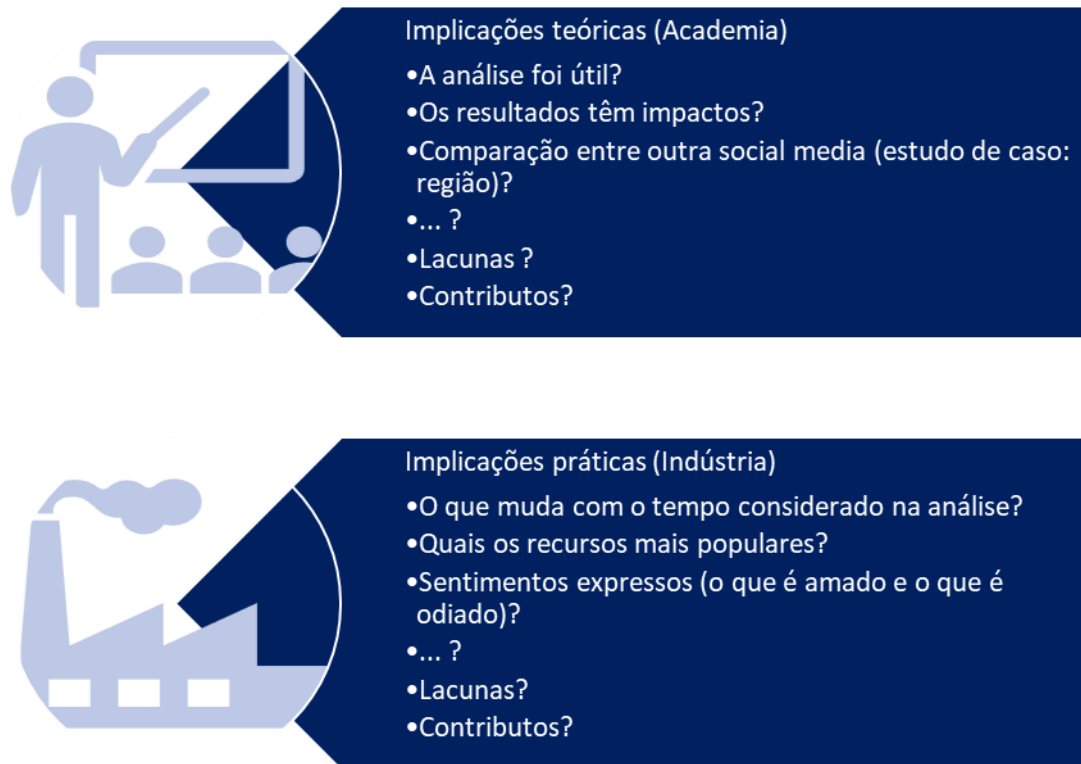 Implicações teóricas (Academia)
•A análise foi útil?
•Os resultados têm impactos?
•Comparação entre outra social media (estudo de caso:
região)?
•... ?
•Lacunas ?
•Contributos?
Implicações práticas (Indústria)
•O que muda com o tempo considerado na análise?
•Quais os recursos mais populares?
•Sentimentos expressos (o que é amado e o que é
odiado)?
•... ?
•Lacunas?
•Contributos?